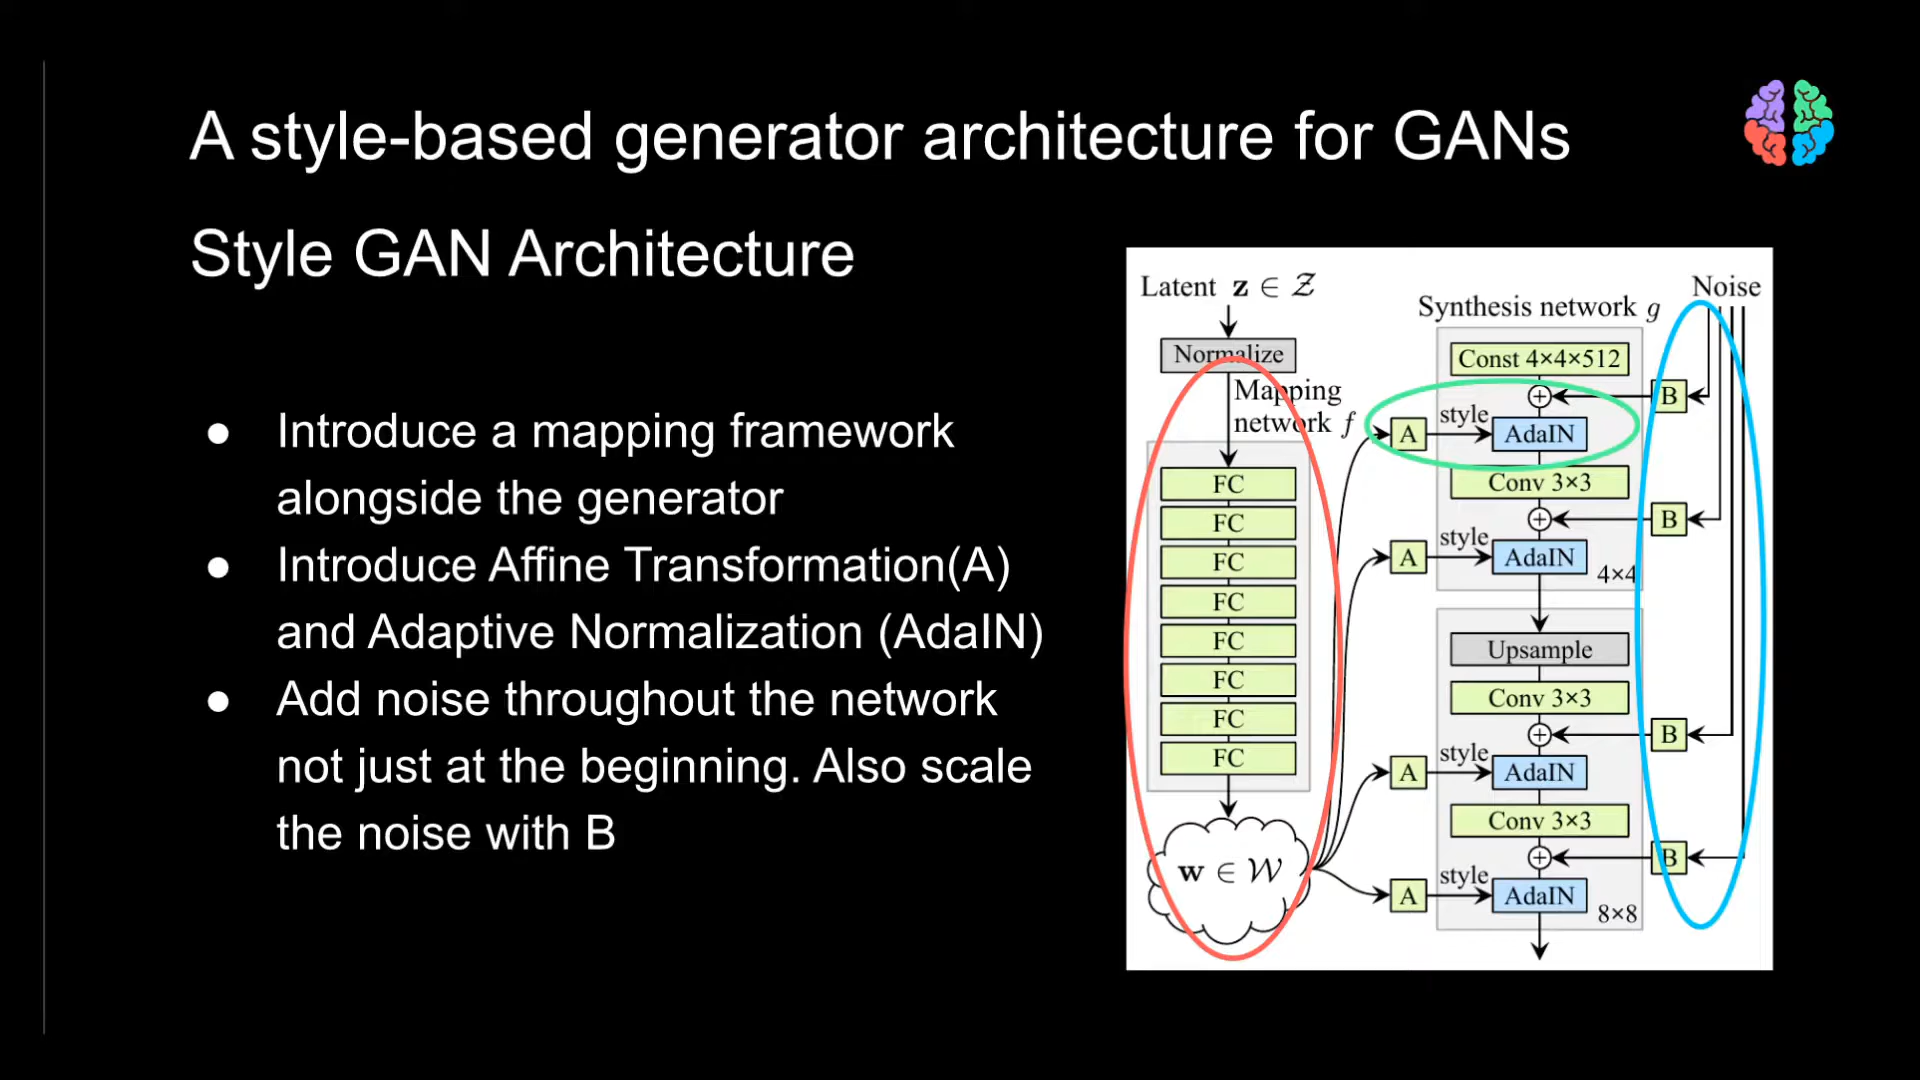 A style-based generator architecture for GANs
Style GAN Architecture
● Introduce a mapping framework
alongside the generator
● Introduce Affine Transformation(A)
and Adaptive Normalization (AdaIN)
● Add noise throughout the network
not just at the beginning. Also scale
the noise with B
Latent z ∈ 𝒵
Normalize
Mapping
network f
FC
FC
FC
FC
FC
FC
FC
FC
w ∈ 𝒲
Synthesis network g
Noise
Const 4×4×512
B
A style AdaIN
Conv 3×3
B
A style AdaIN
4×4
Upsample
Conv 3×3
B
A style AdaIN
Conv 3×3
B
A style AdaIN
8×8